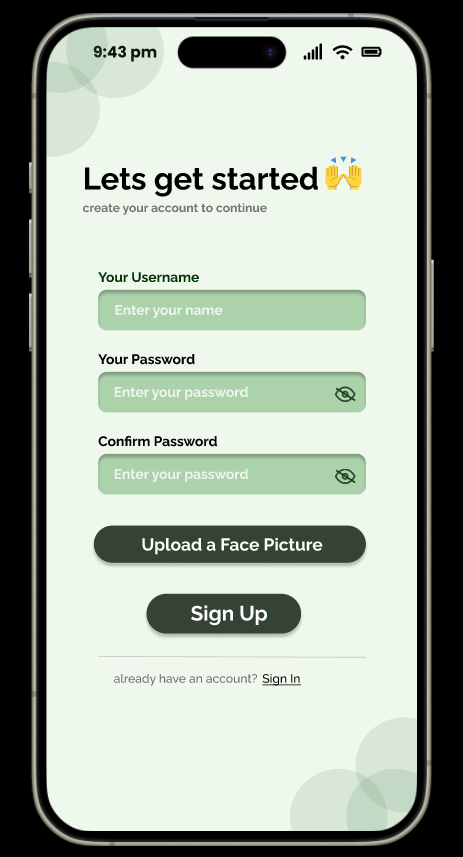 9:43 pm
Lets get started 🙌
create your account to continue
Your Username
Enter your name
Your Password
Enter your password
Confirm Password
Enter your password
Upload a Face Picture
Sign Up
already have an account? Sign In